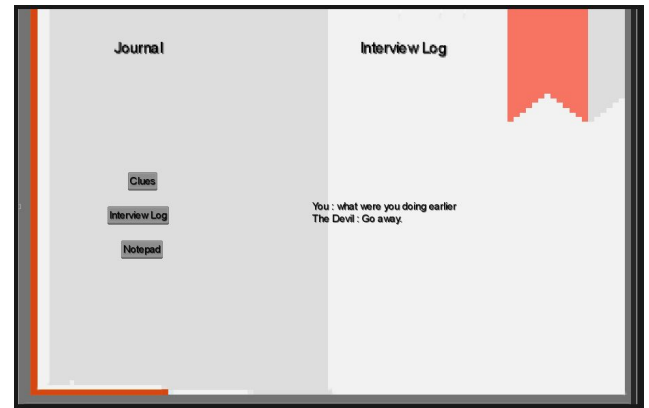 Journal
Interview Log
Clues
Interview Log
Notepad
You : what were you doing earlier
The Devil : Go away.